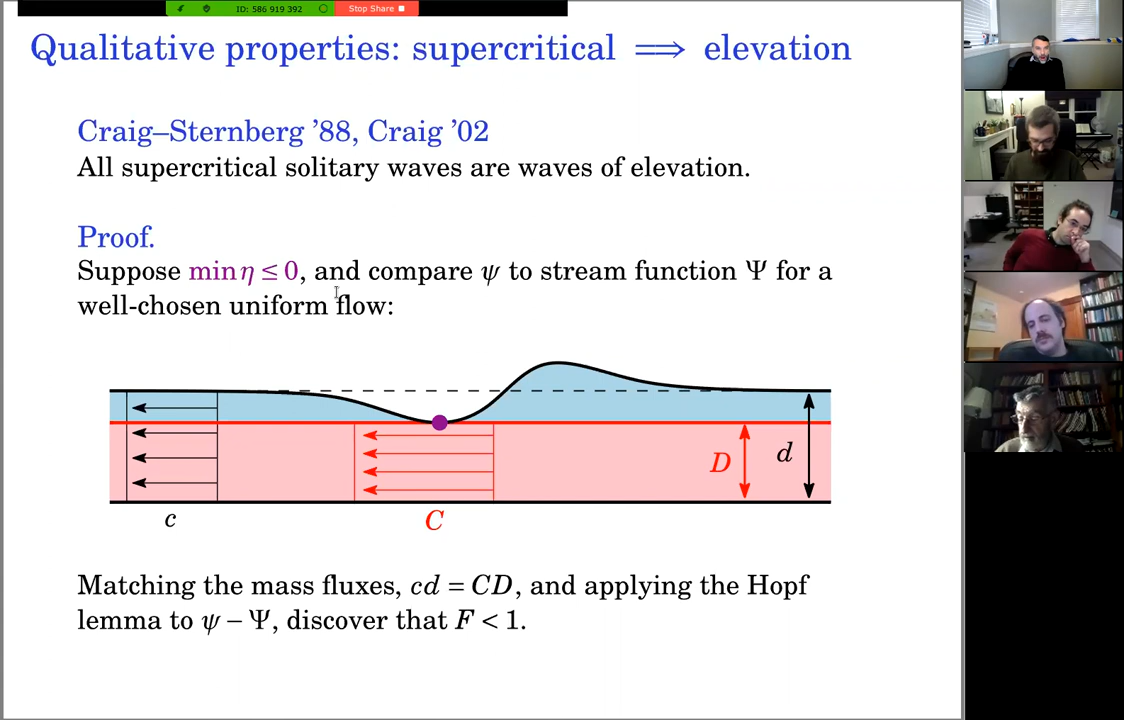 ID: 586 919 392 Stop Share
Qualitative properties: supercritical ⟹ elevation
Craig–Sternberg '88, Craig '02
All supercritical solitary waves are waves of elevation.
Proof.
Suppose min η ≤ 0, and compare ψ to stream function Ψ for a
well-chosen uniform flow:
D
d
c
C
Matching the mass fluxes, cd = CD, and applying the Hopf
lemma to ψ − Ψ, discover that F < 1.